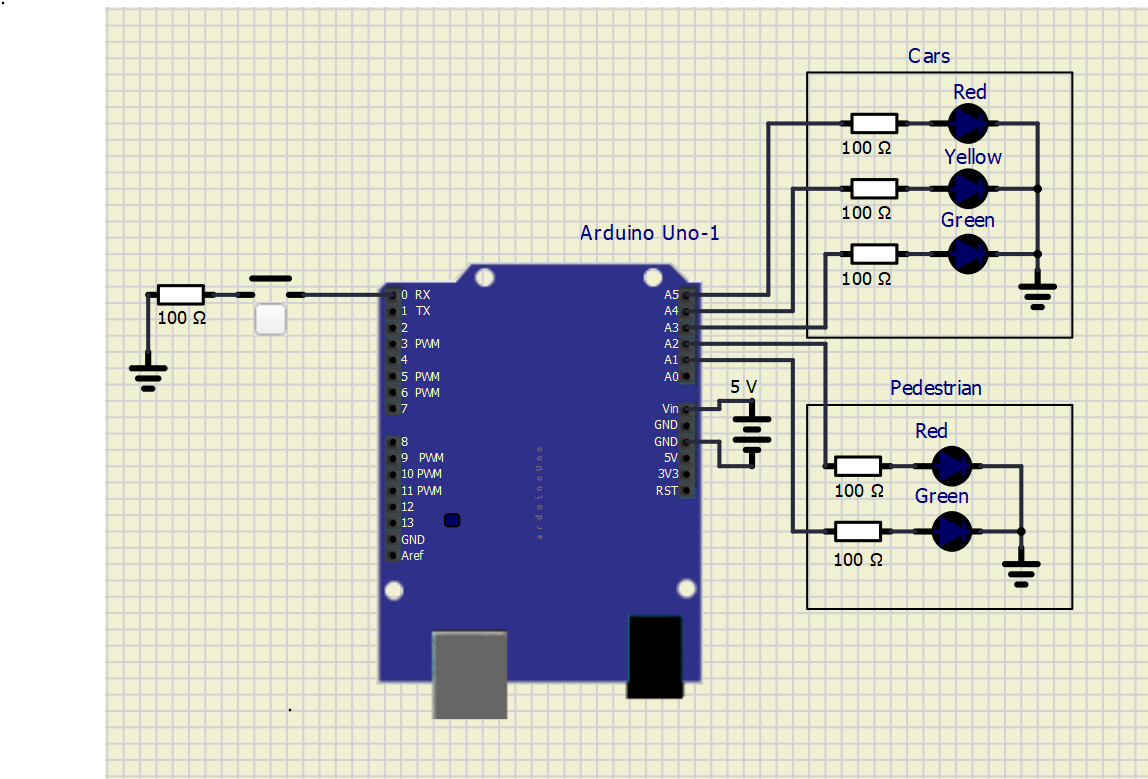 Cars
Red
100 Ω
Yellow
100 Ω
Green
100 Ω
Arduino Uno-1
100 Ω
0 RX
1 TX
2
3 PWM
4
5 PWM
6 PWM
7
8
9 PWM
10 PWM
11 PWM
12
13
GND
Aref
arduinoUno
A5
A4
A3
A2
A1
A0
Vin
GND
GND
5V
3V3
RST
5 V
Pedestrian
Red
100 Ω
Green
100 Ω